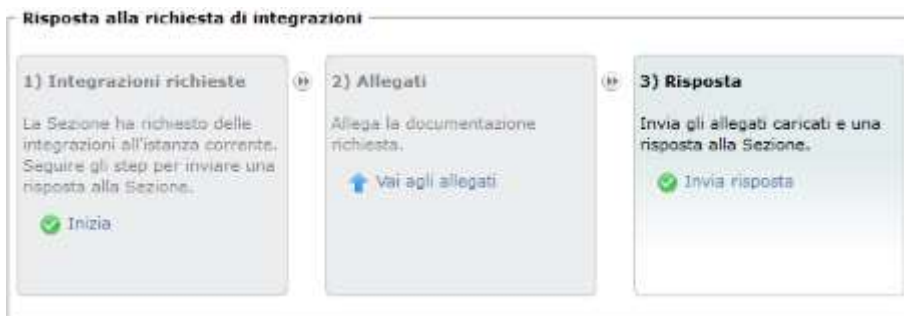 Risposta alla richiesta di integrazioni
1) Integrazioni richieste
La Sezione ha richiesto delle
integrazioni all'istanza corrente.
Seguire gli step per inviare una
risposta alla Sezione.
Inizia
2) Allegati
Allega la documentazione
richiesta.
Vai agli allegati
3) Risposta
Invia gli allegati caricati e una
risposta alla Sezione.
Invia risposta